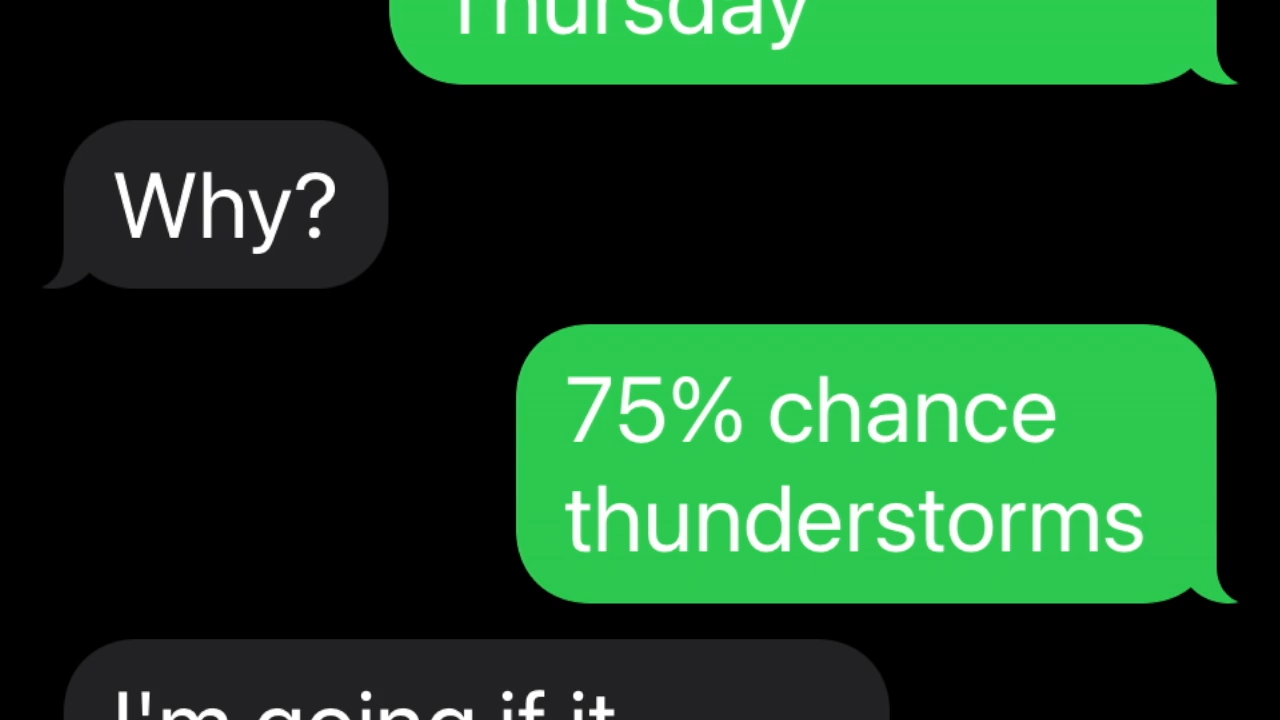 Thursday
Why?
75% chance
thunderstorms
I'm going if it